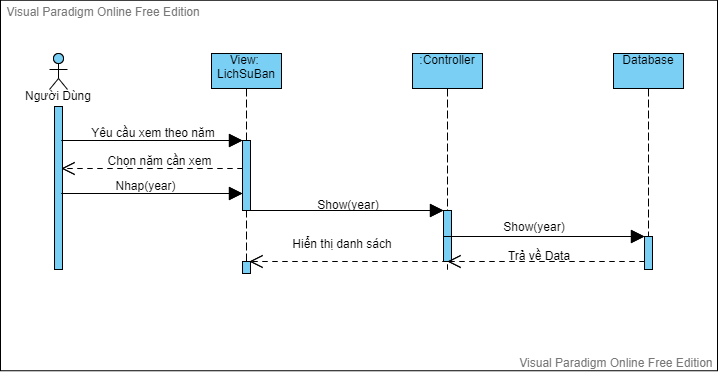 Visual Paradigm Online Free Edition
View:
LichSuBan
:Controller
Database
Người Dùng
Yêu cầu xem theo năm
Chọn năm cần xem
Nhap(year)
Show(year)
Show(year)
Hiển thị danh sách
Trả về Data
Visual Paradigm Online Free Edition